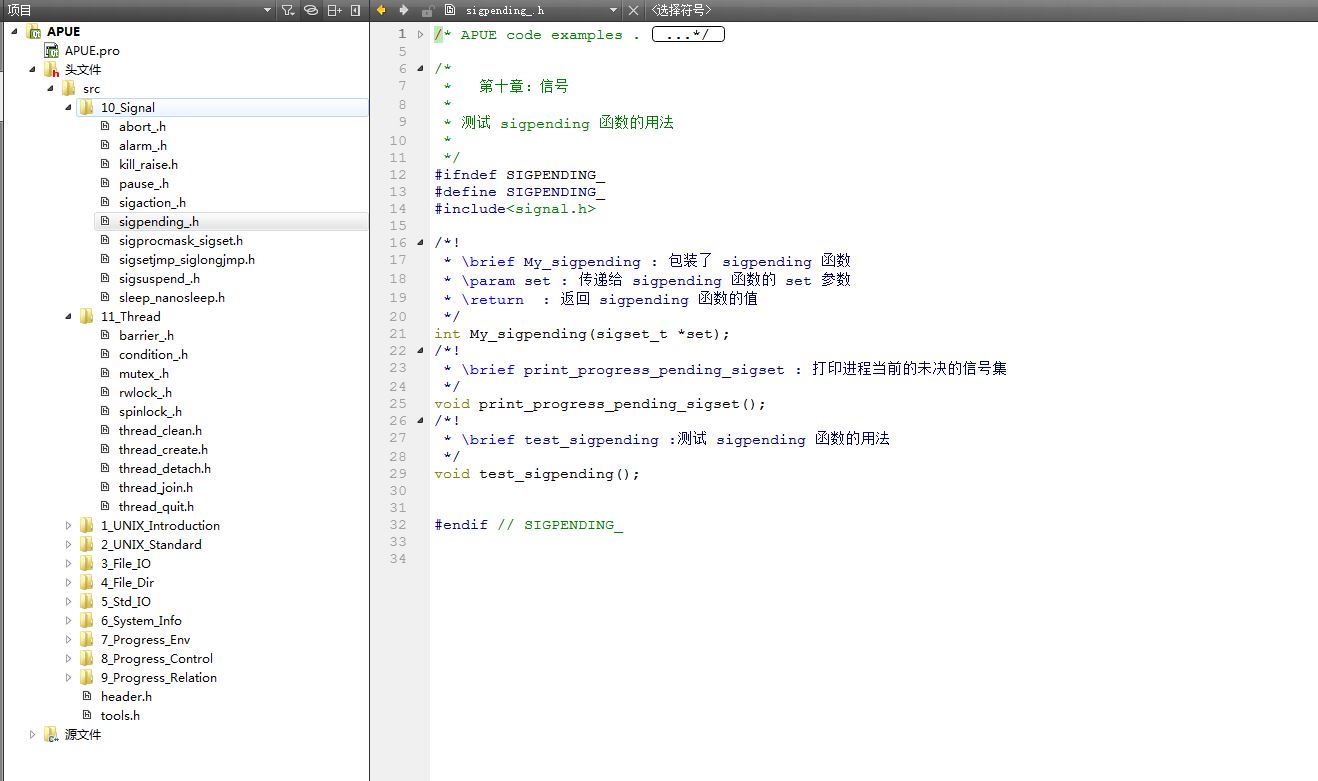 项目
APUE
APUE.pro
头文件
src
10_Signal
abort_.h
alarm_.h
kill_raise.h
pause_.h
sigaction_.h
sigpending_.h
sigprocmask_sigset.h
sigsetjmp_siglongjmp.h
sigsuspend_.h
sleep_nanosleep.h
11_Thread
barrier_.h
condition_.h
mutex_.h
rwlock_.h
spinlock_.h
thread_clean.h
thread_create.h
thread_detach.h
thread_join.h
thread_quit.h
1_UNIX_Introduction
2_UNIX_Standard
3_File_IO
4_File_Dir
5_Std_IO
6_System_Info
7_Progress_Env
8_Progress_Control
9_Progress_Relation
header.h
tools.h
源文件
sigpending_.h <选择符号>
1 /* APUE code examples . ...*/
5
6 /*
7 * 第十章：信号
8 *
9 * 测试 sigpending 函数的用法
10 *
11 */
12 #ifndef SIGPENDING_
13 #define SIGPENDING_
14 #include<signal.h>
15
16 /*!
17 * \brief My_sigpending : 包装了 sigpending 函数
18 * \param set : 传递给 sigpending 函数的 set 参数
19 * \return : 返回 sigpending 函数的值
20 */
21 int My_sigpending(sigset_t *set);
22 /*!
23 * \brief print_progress_pending_sigset : 打印进程当前的未决的信号集
24 */
25 void print_progress_pending_sigset();
26 /*!
27 * \brief test_sigpending :测试 sigpending 函数的用法
28 */
29 void test_sigpending();
30
31
32 #endif // SIGPENDING_
33
34